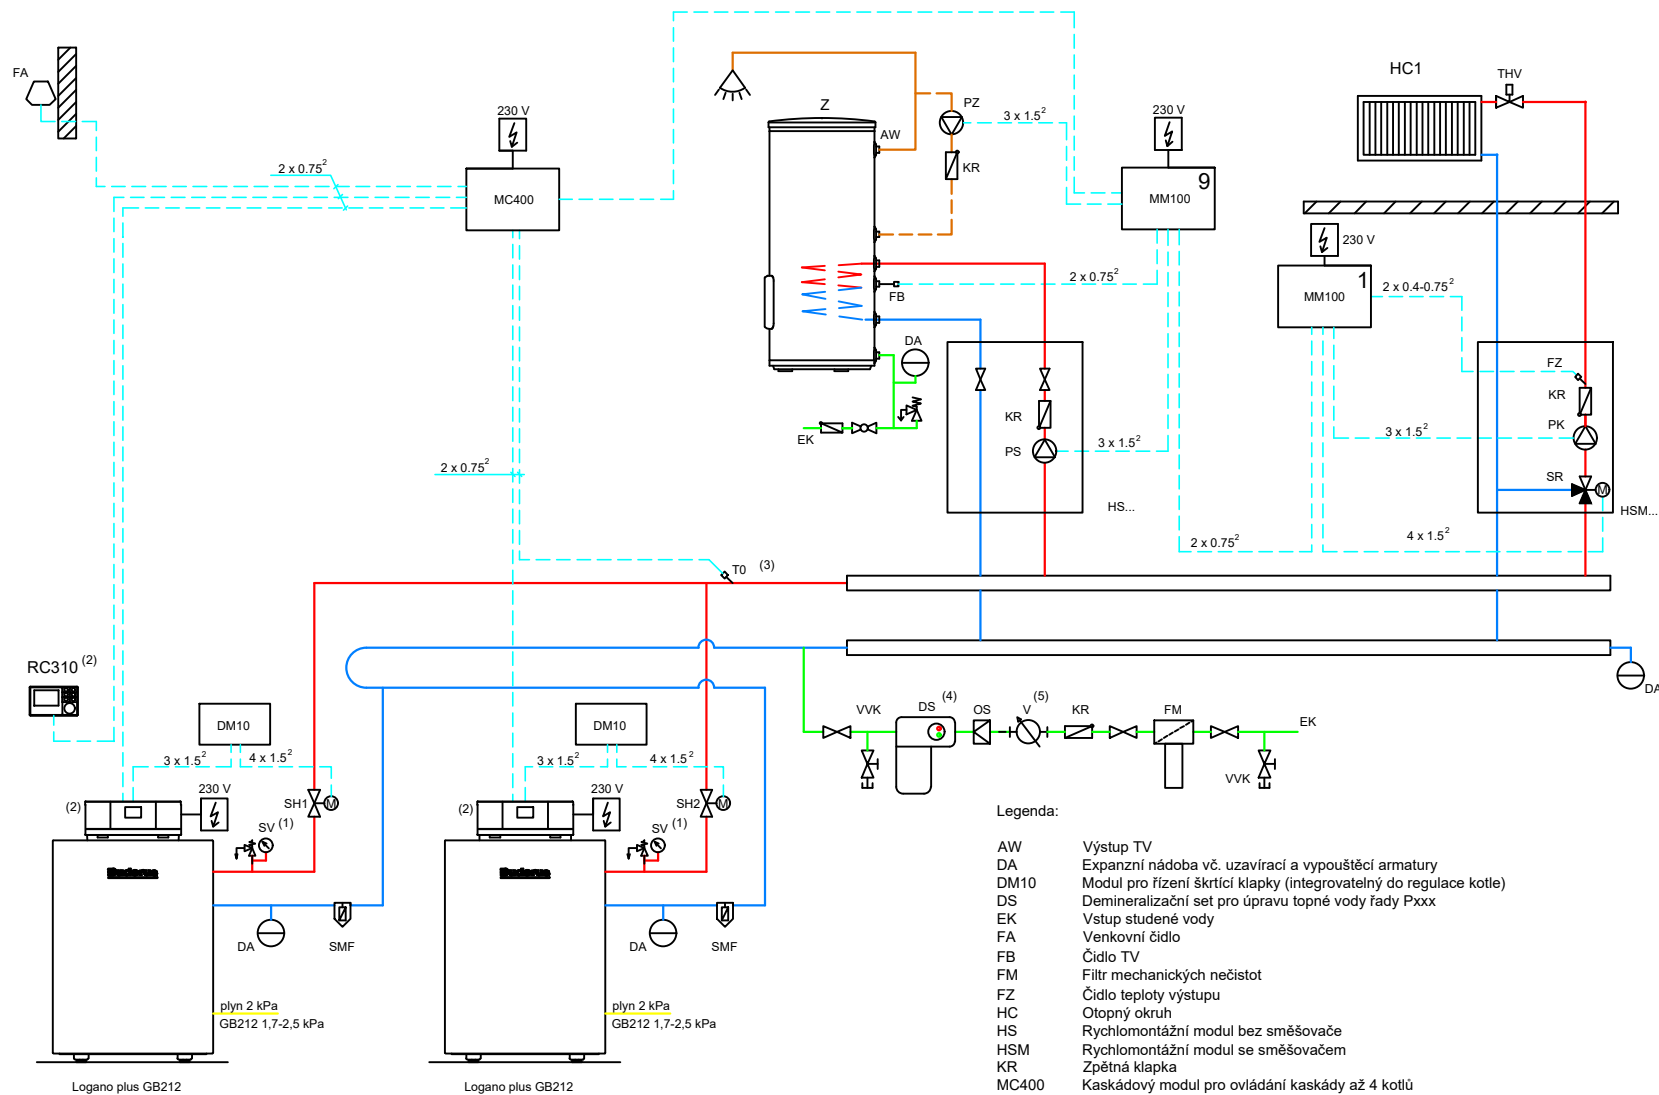 FA
230 V
2 x 0.75²
MC400
Z
AW
PZ
3 x 1.5²
KR
230 V
9
MM100
HC1
THV
230 V
1
MM100
2 x 0.4-0.75²
2 x 0.75²
FB
DA
EK
KR
PS
3 x 1.5²
HS...
FZ
KR
PK
3 x 1.5²
SR
M
HSM...
2 x 0.75²
4 x 1.5²
2 x 0.75²
T0 (3)
RC310 (2)
DM10
3 x 1.5²
4 x 1.5²
(2)
230 V
SH1
M
SV (1)
Buderus
DA
SMF
plyn 2 kPa
GB212 1,7-2,5 kPa
Logano plus GB212
DM10
3 x 1.5²
4 x 1.5²
(2)
230 V
SH2
M
SV (1)
Buderus
DA
SMF
plyn 2 kPa
GB212 1,7-2,5 kPa
Logano plus GB212
DA
VVK
DS (4)
OS
V (5)
KR
FM
EK
VVK
Legenda:
AW Výstup TV
DA Expanzní nádoba vč. uzavírací a vypouštěcí armatury
DM10 Modul pro řízení škrtící klapky (integrovatelný do regulace kotle)
DS Demineralizační set pro úpravu topné vody řady Pxxx
EK Vstup studené vody
FA Venkovní čidlo
FB Čidlo TV
FM Filtr mechanických nečistot
FZ Čidlo teploty výstupu
HC Otopný okruh
HS Rychlomontážní modul bez směšovače
HSM Rychlomontážní modul se směšovačem
KR Zpětná klapka
MC400 Kaskádový modul pro ovládání kaskády až 4 kotlů